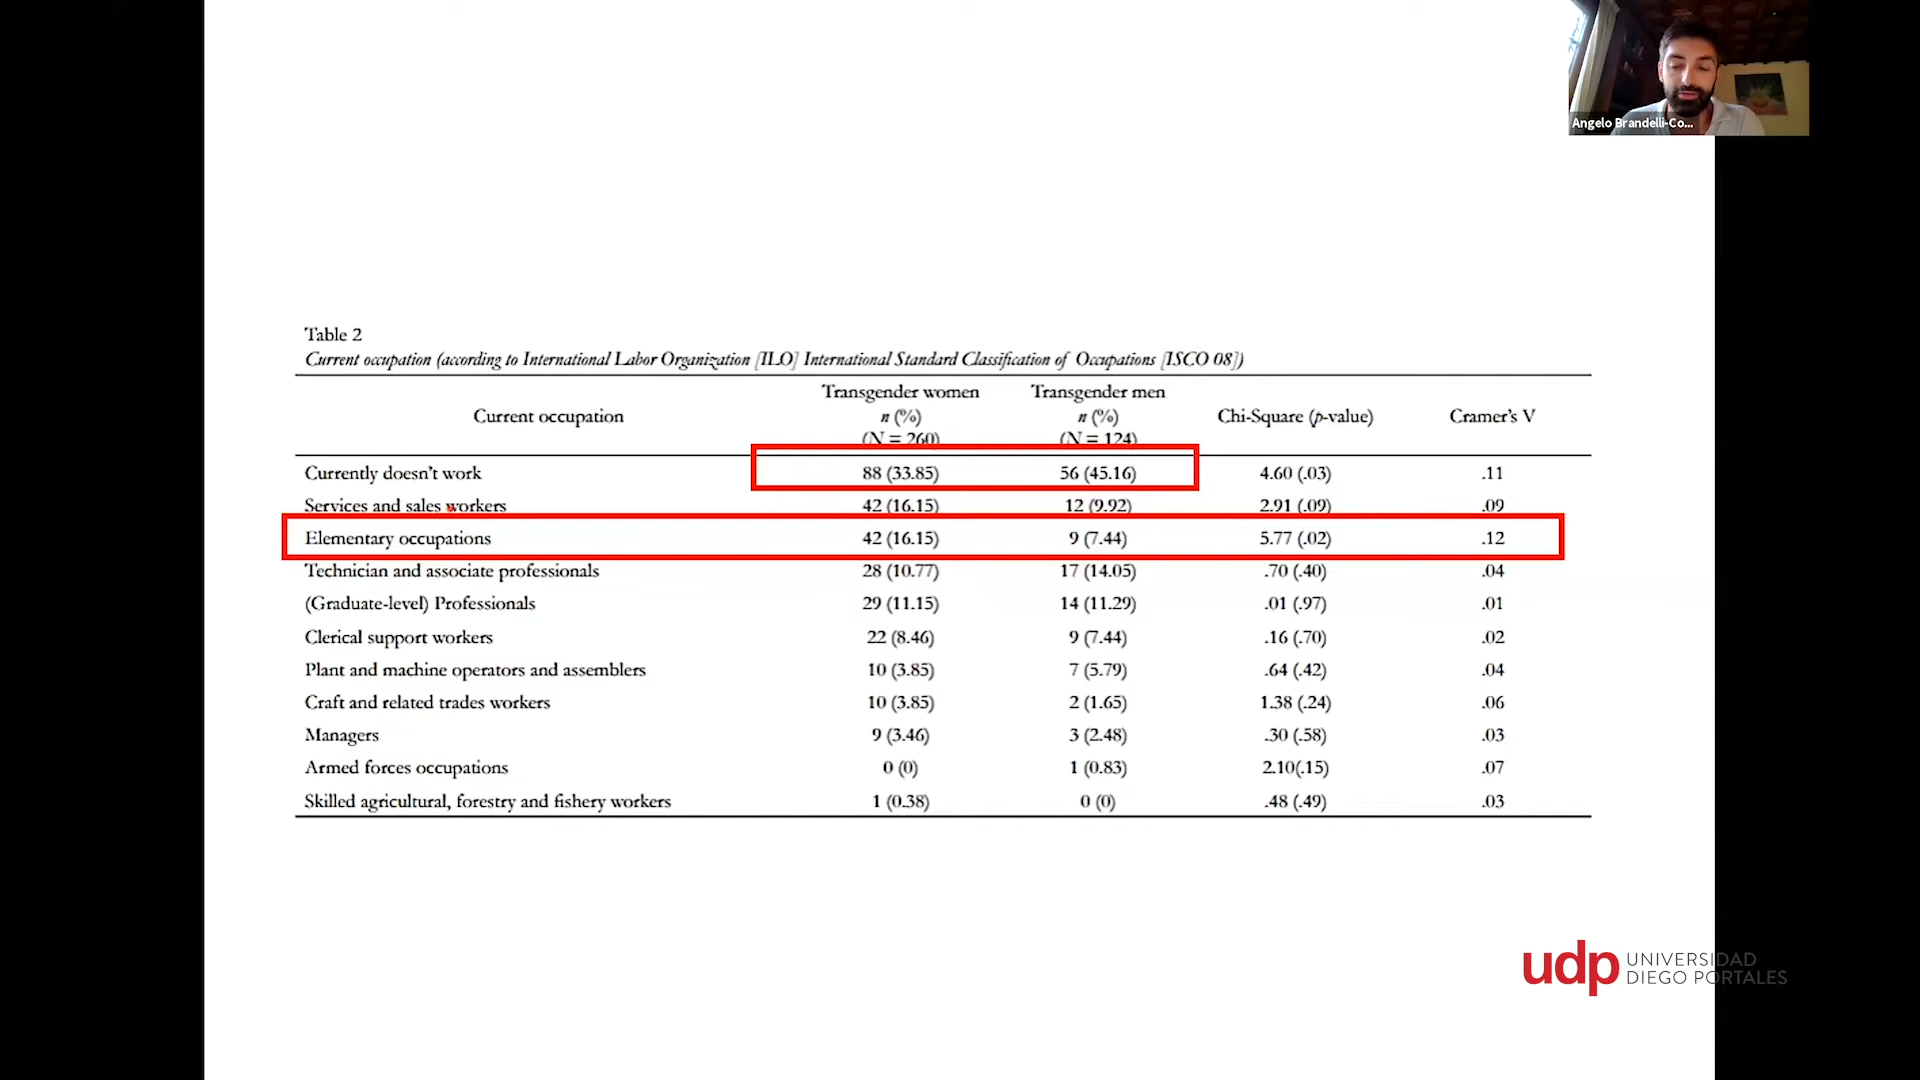 Angelo Brandelli-Co...
Table 2
Current occupation (according to International Labor Organization [ILO] International Standard Classification of Occupations [ISCO 08])
Current occupation Transgender women n (%) (N = 260) Transgender men n (%) (N = 124) Chi-Square (p-value) Cramer's V
Currently doesn't work 88 (33.85) 56 (45.16) 4.60 (.03) .11
Services and sales workers 42 (16.15) 12 (9.92) 2.91 (.09) .09
Elementary occupations 42 (16.15) 9 (7.44) 5.77 (.02) .12
Technician and associate professionals 28 (10.77) 17 (14.05) .70 (.40) .04
(Graduate-level) Professionals 29 (11.15) 14 (11.29) .01 (.97) .01
Clerical support workers 22 (8.46) 9 (7.44) .16 (.70) .02
Plant and machine operators and assemblers 10 (3.85) 7 (5.79) .64 (.42) .04
Craft and related trades workers 10 (3.85) 2 (1.65) 1.38 (.24) .06
Managers 9 (3.46) 3 (2.48) .30 (.58) .03
Armed forces occupations 0 (0) 1 (0.83) 2.10(.15) .07
Skilled agricultural, forestry and fishery workers 1 (0.38) 0 (0) .48 (.49) .03
udp UNIVERSIDAD
DIEGO PORTALES